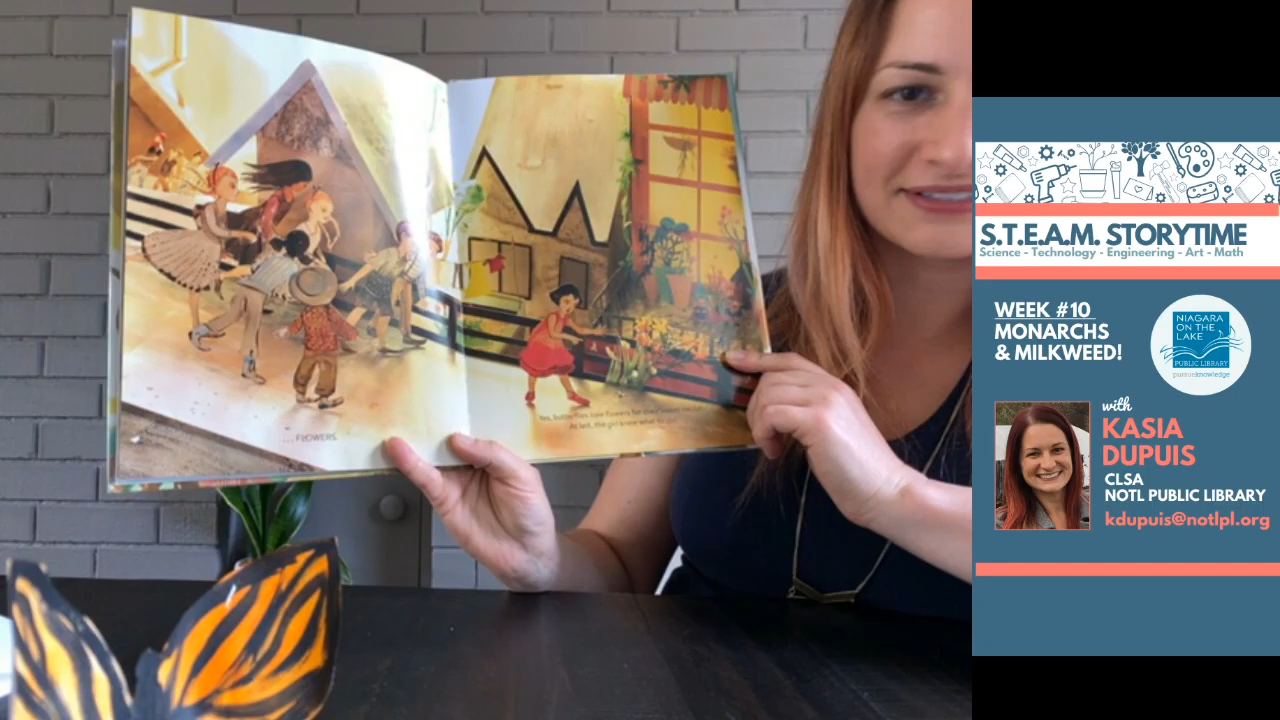 ... FLOWERS.
Yes, butterflies love flowers for their sweet nectar.
At last, the girl knew what to
S.T.E.A.M. STORYTIME
Science - Technology - Engineering - Art - Math
WEEK #10
MONARCHS
& MILKWEED!
NIAGARA
ON THE
LAKE
PUBLIC LIBRARY
pursueknowledge
with
KASIA
DUPUIS
CLSA
NOTL PUBLIC LIBRARY
kdupuis@notlpl.org